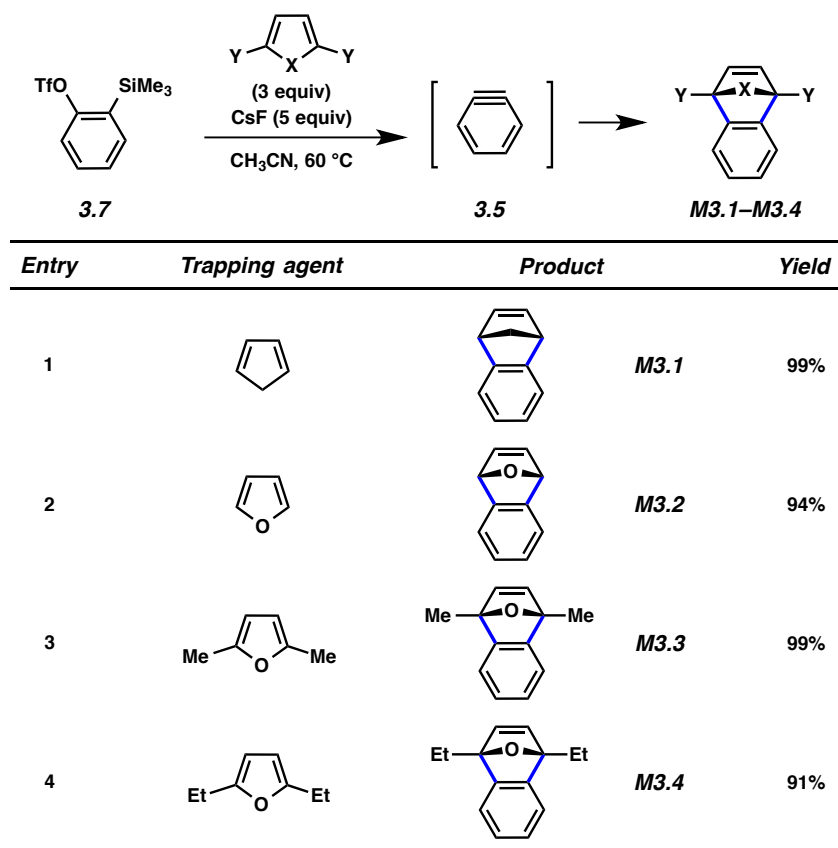 Y X Y
(3 equiv)
CsF (5 equiv)
CH₃CN, 60 °C
TfO SiMe₃
Y X Y
3.7 3.5 M3.1–M3.4
Entry Trapping agent Product Yield
1 M3.1 99%
2 O O M3.2 94%
3 Me O Me Me O Me M3.3 99%
4 Et O Et Et O Et M3.4 91%